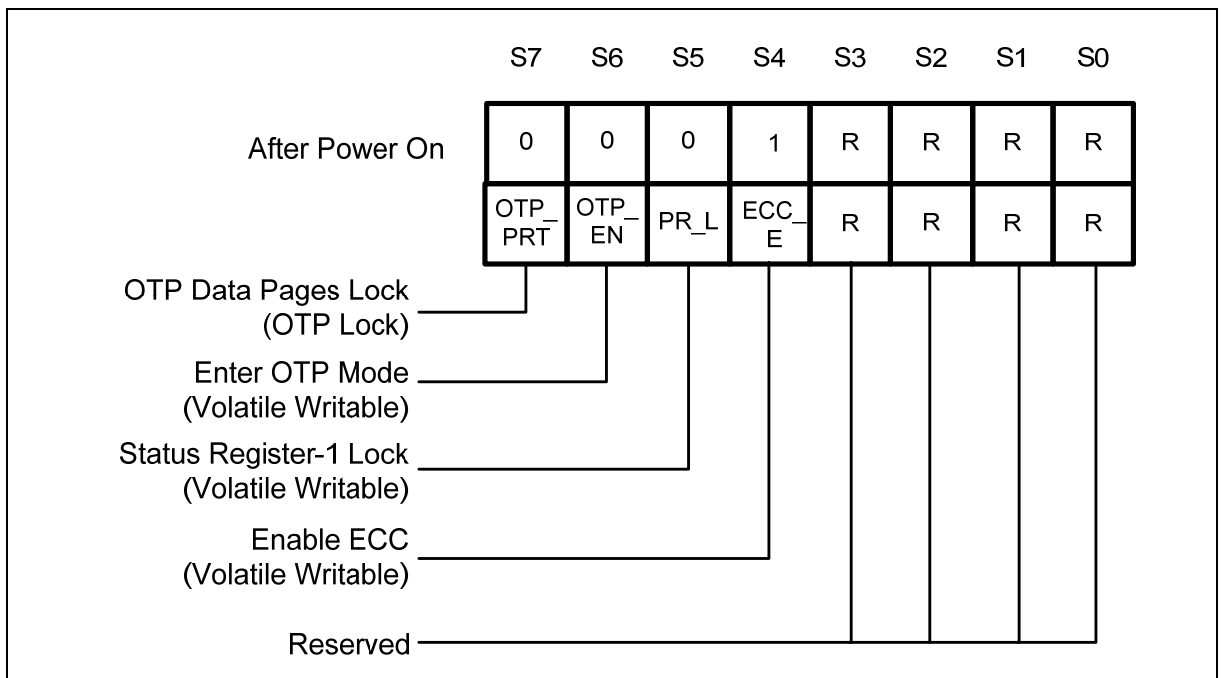 S7 S6 S5 S4 S3 S2 S1 S0
After Power On 0 0 0 1 R R R R
OTP_ OTP_ PR_L ECC_ R R R R
PRT EN E
OTP Data Pages Lock
(OTP Lock)
Enter OTP Mode
(Volatile Writable)
Status Register-1 Lock
(Volatile Writable)
Enable ECC
(Volatile Writable)
Reserved